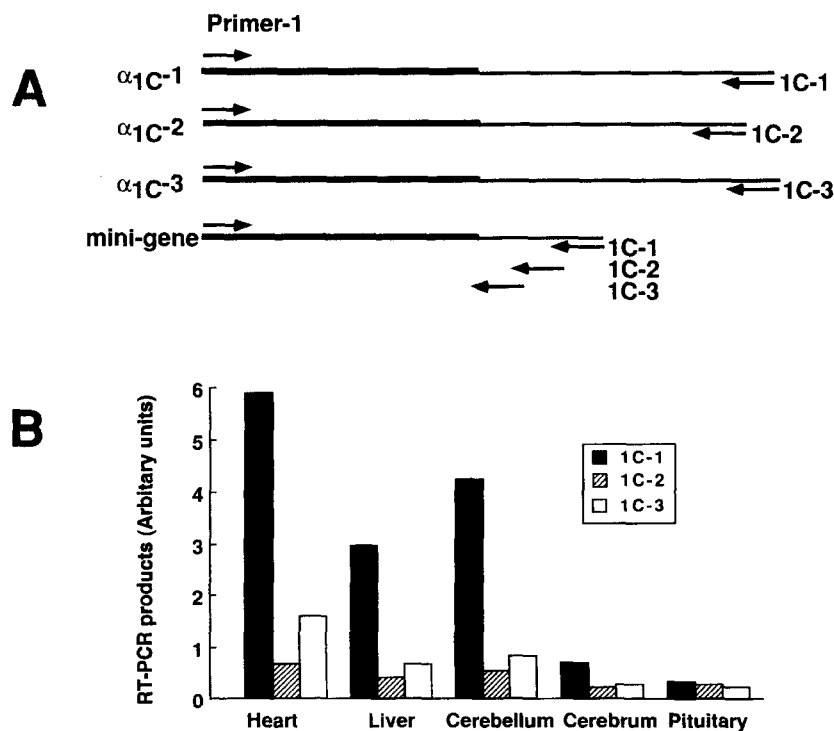 Primer-1
A
α1C-1
1C-1
α1C-2
1C-2
α1C-3
1C-3
mini-gene
1C-1
1C-2
1C-3
B
RT-PCR products (Arbitary units)
6
5
4
3
2
1
0
1C-1
1C-2
1C-3
Heart Liver Cerebellum Cerebrum Pituitary